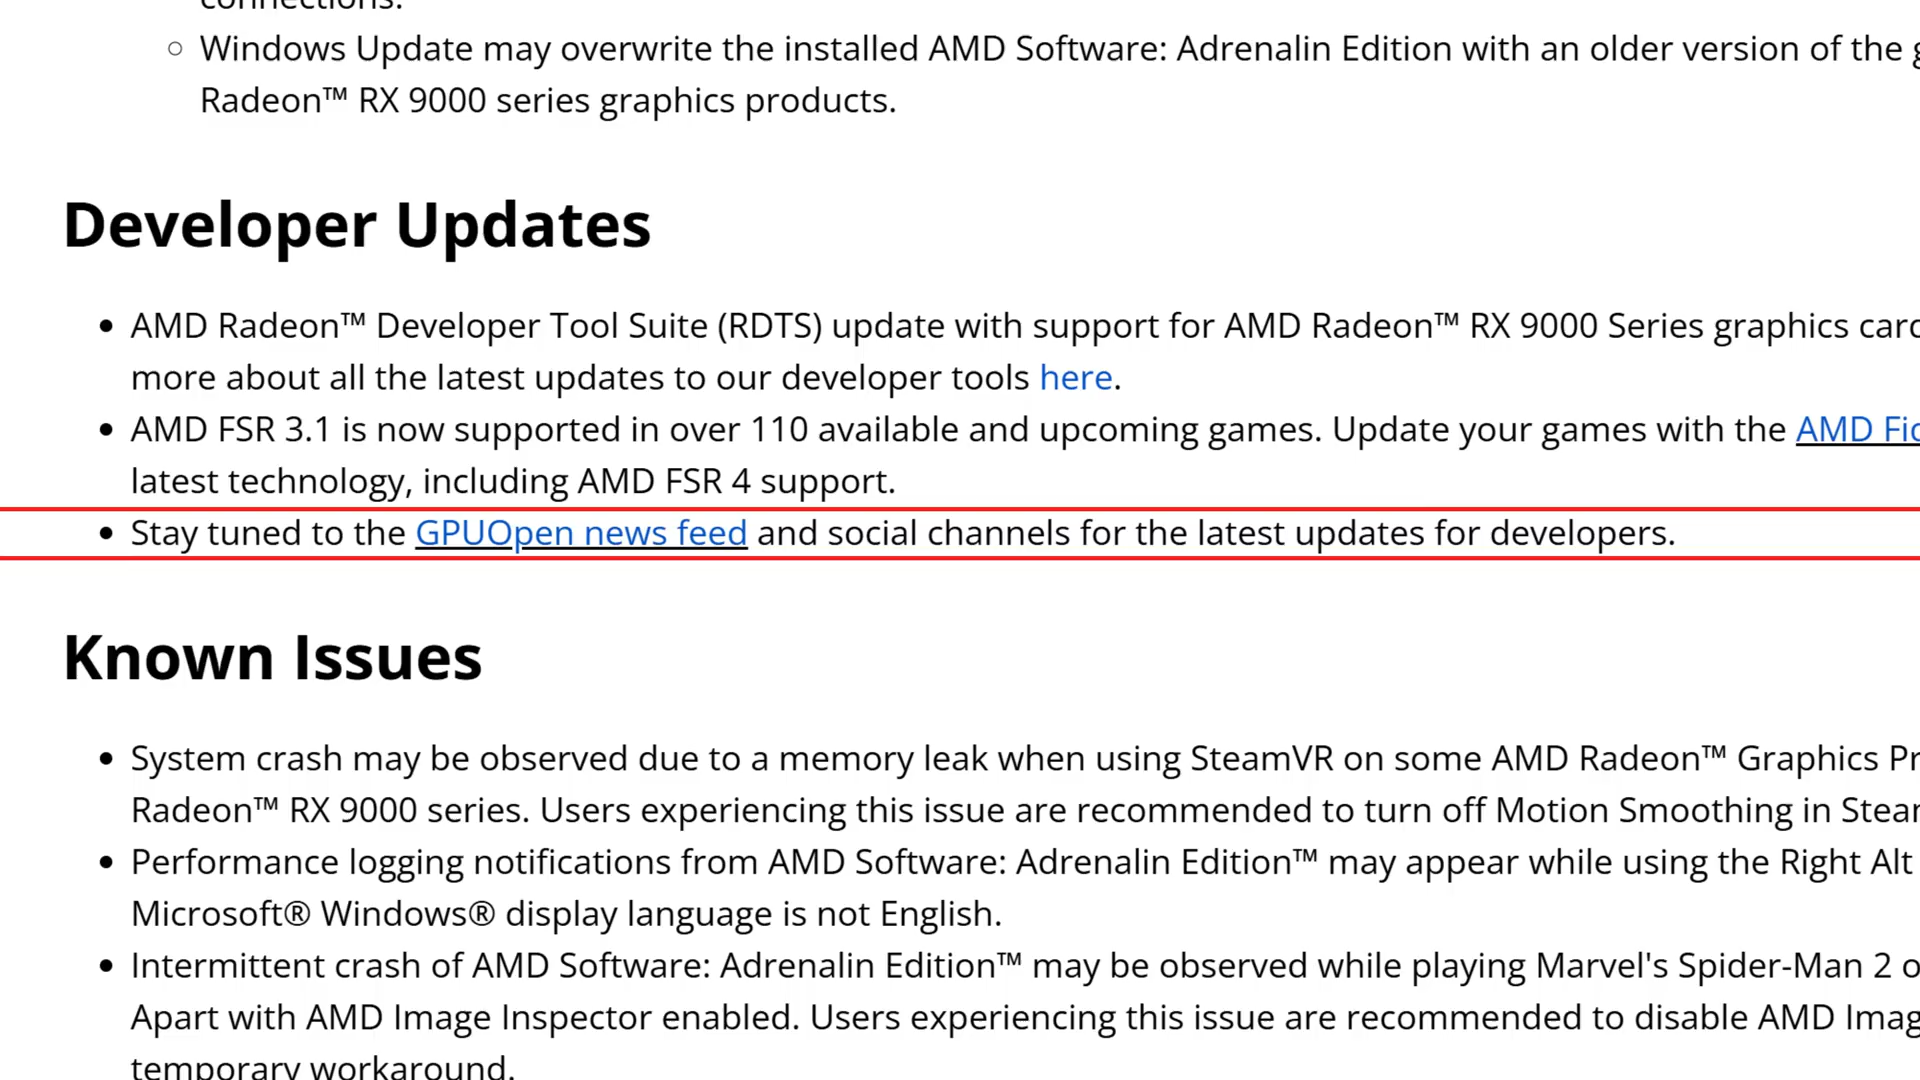 connections.
Windows Update may overwrite the installed AMD Software: Adrenalin Edition with an older version of the
Radeon™ RX 9000 series graphics products.
Developer Updates
AMD Radeon™ Developer Tool Suite (RDTS) update with support for AMD Radeon™ RX 9000 Series graphics
more about all the latest updates to our developer tools here.
AMD FSR 3.1 is now supported in over 110 available and upcoming games. Update your games with the AMD
latest technology, including AMD FSR 4 support.
Stay tuned to the GPUOpen news feed and social channels for the latest updates for developers.
Known Issues
System crash may be observed due to a memory leak when using SteamVR on some AMD Radeon™ Graphics
Radeon™ RX 9000 series. Users experiencing this issue are recommended to turn off Motion Smoothing in
Performance logging notifications from AMD Software: Adrenalin Edition™ may appear while using the Right Alt
Microsoft® Windows® display language is not English.
Intermittent crash of AMD Software: Adrenalin Edition™ may be observed while playing Marvel's Spider-Man 2
Apart with AMD Image Inspector enabled. Users experiencing this issue are recommended to disable AMD
temporary workaround.